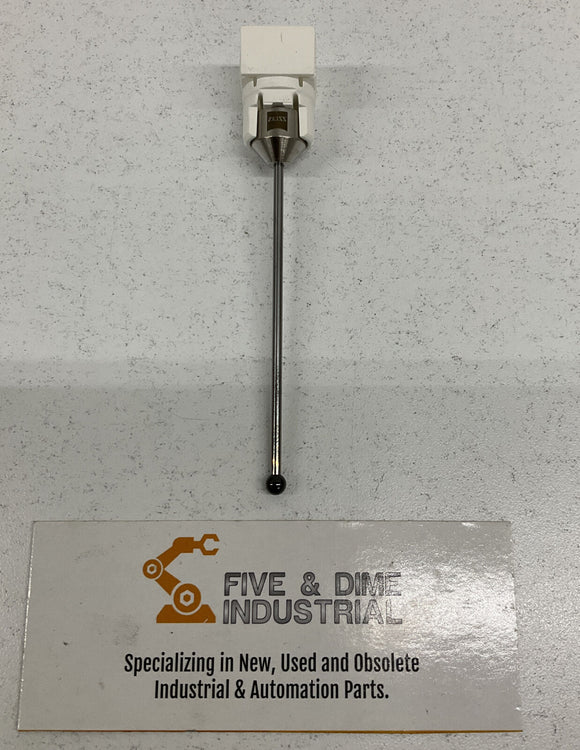 FIVE & DIME
INDUSTRIAL
Specializing in New, Used and Obsolete
Industrial & Automation Parts.